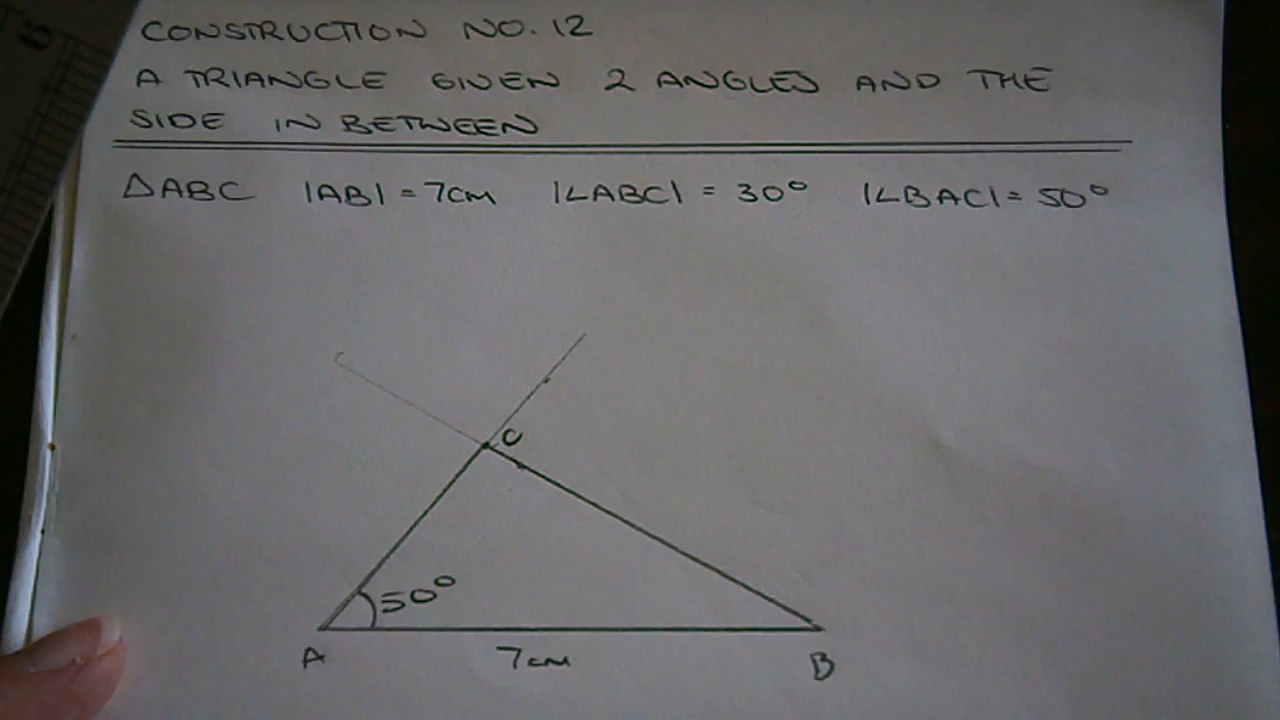 CONSTRUCTION NO. 12
A TRIANGLE GIVEN 2 ANGLES AND THE
SIDE IN BETWEEN
△ABC |AB| = 7cm |∠ABC| = 30° |∠BAC| = 50°
C
50°
A 7cm B